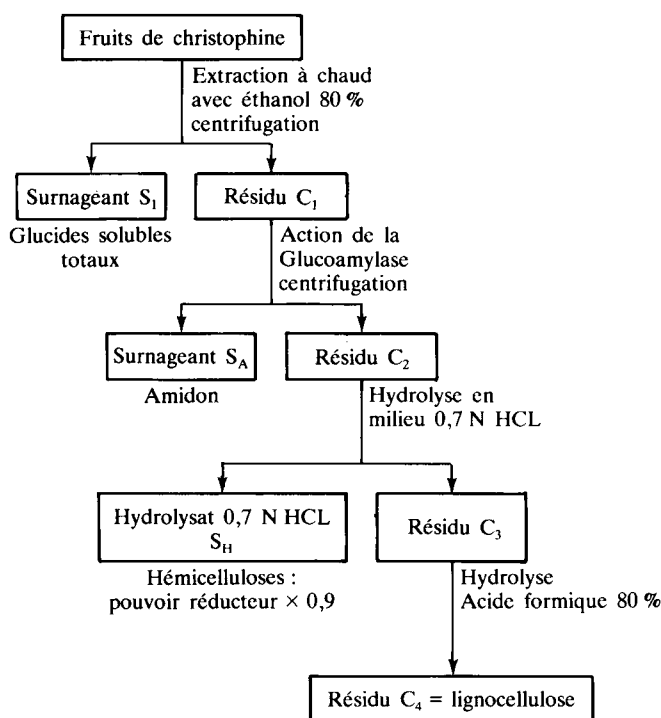 Fruits de christophine
Extraction à chaud
avec éthanol 80 %
centrifugation
Surnageant S₁
Résidu C₁
Glucides solubles
totaux
Action de la
Glucoamylase
centrifugation
Surnageant S_A
Résidu C₂
Amidon
Hydrolyse en
milieu 0,7 N HCL
Hydrolysat 0,7 N HCL
S_H
Résidu C₃
Hémicelluloses :
pouvoir réducteur × 0,9
Hydrolyse
Acide formique 80 %
Résidu C₄ = lignocellulose